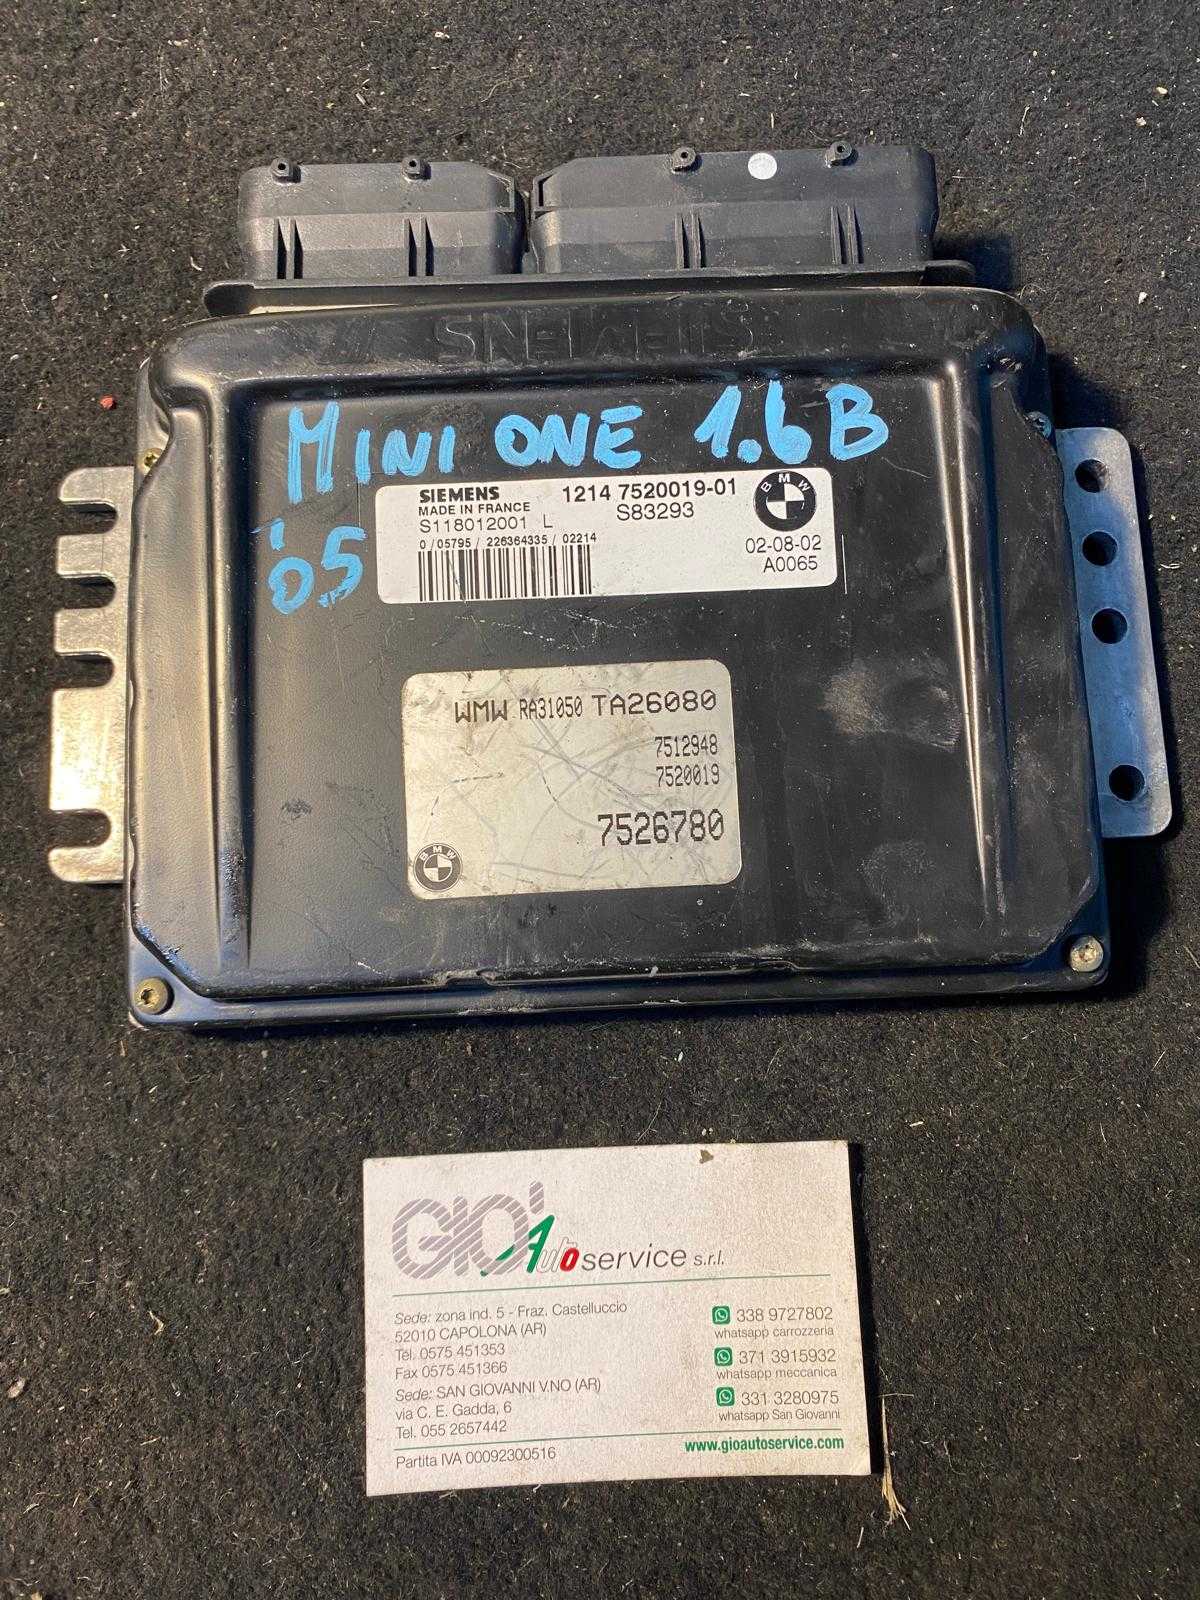 SIEMENS
MINI ONE 1.6 B
'05
SIEMENS
MADE IN FRANCE
S118012001 L
0 / 05795 / 226364335 / 02214
1214 7520019-01
S83293
BMW
02-08-02
A0065
WMW RA31050 TA26080
7512948
7520019
7526780
BMW
GIO' Auto service s.r.l.
Sede: zona ind. 5 - Fraz. Castelluccio
52010 CAPOLONA (AR)
Tel. 0575 451353
Fax 0575 451366
Sede: SAN GIOVANNI V.NO (AR)
via C. E. Gadda, 6
Tel. 055 2657442
338 9727802
whatsapp carrozzeria
371 3915932
whatsapp meccanica
331 3280975
whatsapp San Giovanni
Partita IVA 00092300516
www.gioautoservice.com